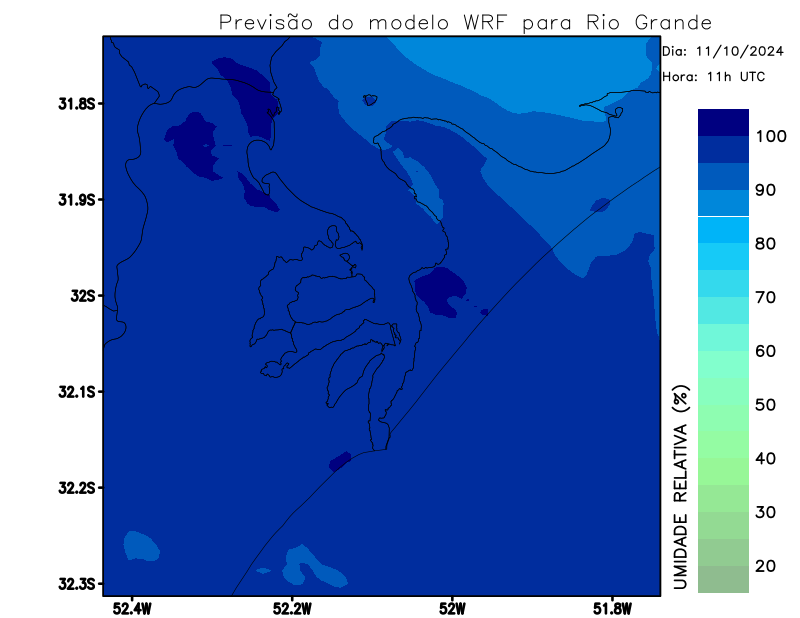 Previsão do modelo WRF para Rio Grande
Dia: 11/10/2024
Hora: 11h UTC
31.8S
31.9S
32S
32.1S
32.2S
32.3S
52.4W
52.2W
52W
51.8W
UMIDADE RELATIVA (%)
100
90
80
70
60
50
40
30
20